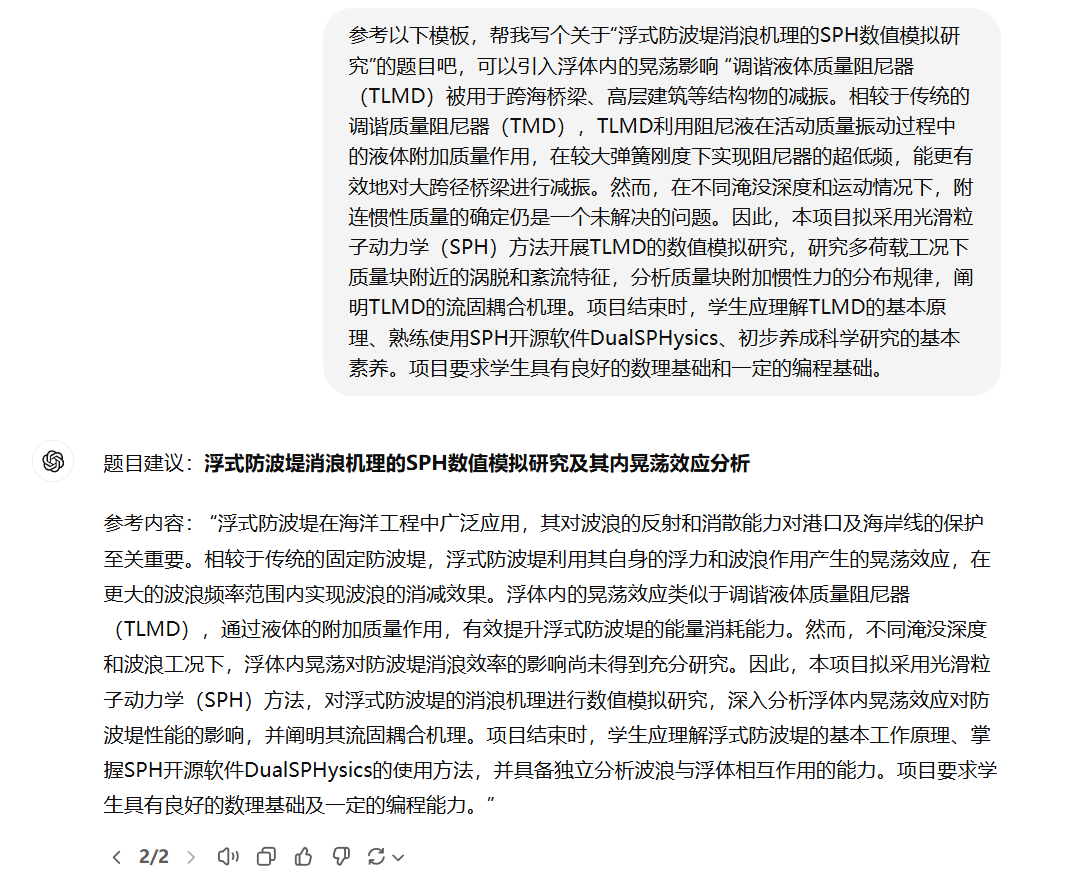 参考以下模板，帮我写个关于“浮式防波堤消浪机理的SPH数值模拟研
究”的题目吧，可以引入浮体内的晃荡影响 “调谐液体质量阻尼器
（TLMD）被用于跨海桥梁、高层建筑等结构物的减振。相较于传统的
调谐质量阻尼器（TMD），TLMD利用阻尼液在活动质量振动过程中
的液体附加质量作用，在较大弹簧刚度下实现阻尼器的超低频，能更有
效地对大跨径桥梁进行减振。然而，在不同淹没深度和运动情况下，附
连惯性质量的确定仍是一个未解决的问题。因此，本项目拟采用光滑粒
子动力学（SPH）方法开展TLMD的数值模拟研究，研究多荷载工况下
质量块附近的涡脱和紊流特征，分析质量块附加惯性力的分布规律，阐
明TLMD的流固耦合机理。项目结束时，学生应理解TLMD的基本原
理、熟练使用SPH开源软件DualSPHysics、初步养成科学研究的基本
素养。项目要求学生具有良好的数理基础和一定的编程基础。
题目建议：浮式防波堤消浪机理的SPH数值模拟研究及其内晃荡效应分析
参考内容：“浮式防波堤在海洋工程中广泛应用，其对波浪的反射和消散能力对港口及海岸线的保护
至关重要。相较于传统的固定防波堤，浮式防波堤利用其自身的浮力和波浪作用产生的晃荡效应，在
更大的波浪频率范围内实现波浪的消减效果。浮体内的晃荡效应类似于调谐液体质量阻尼器
（TLMD），通过液体的附加质量作用，有效提升浮式防波堤的能量消耗能力。然而，不同淹没深度
和波浪工况下，浮体内晃荡对防波堤消浪效率的影响尚未得到充分研究。因此，本项目拟采用光滑粒
子动力学（SPH）方法，对浮式防波堤的消浪机理进行数值模拟研究，深入分析浮体内晃荡效应对防
波堤性能的影响，并阐明其流固耦合机理。项目结束时，学生应理解浮式防波堤的基本工作原理、掌
握SPH开源软件DualSPHysics的使用方法，并具备独立分析波浪与浮体相互作用的能力。项目要求学
生具有良好的数理基础及一定的编程能力。”
2/2